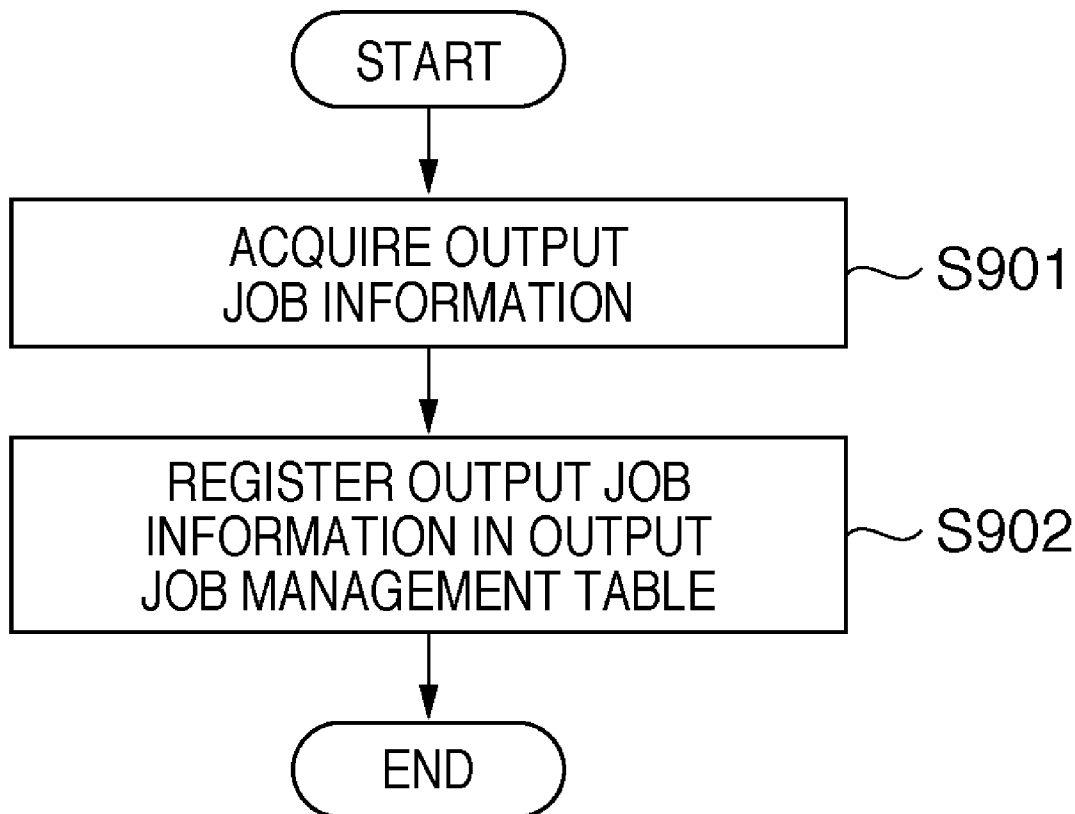 START
ACQUIRE OUTPUT
JOB INFORMATION
S901
REGISTER OUTPUT JOB
INFORMATION IN OUTPUT
JOB MANAGEMENT TABLE
S902
END